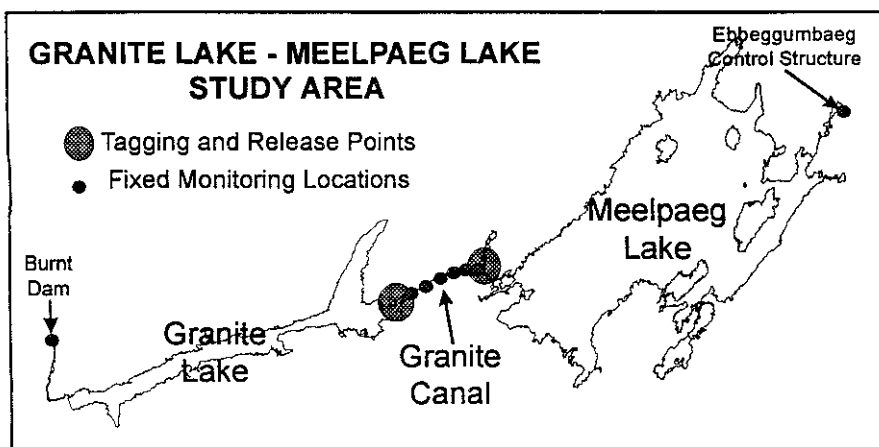 GRANITE LAKE - MEELPAEG LAKE
STUDY AREA
Tagging and Release Points
Fixed Monitoring Locations
Ebbeggumbaeg
Control Structure
Meelpaeg
Lake
Burnt
Dam
Granite
Lake
Granite
Canal